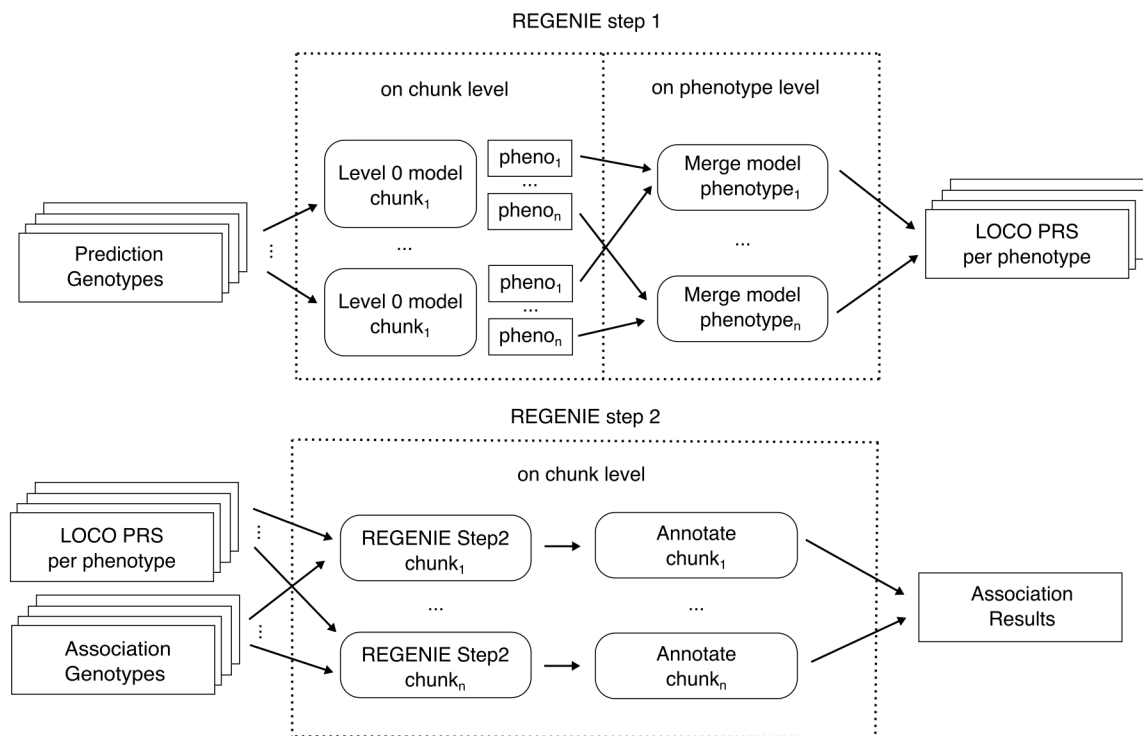 REGENIE step 1
on chunk level
on phenotype level
Prediction
Genotypes
...
Level 0 model
chunk₁
pheno₁
...
phenoₙ
...
Level 0 model
chunk₁
pheno₁
...
phenoₙ
Merge model
phenotype₁
...
Merge model
phenotypeₙ
LOCO PRS
per phenotype
REGENIE step 2
on chunk level
LOCO PRS
per phenotype
...
Association
Genotypes
...
REGENIE Step2
chunk₁
...
REGENIE Step2
chunkₙ
Annotate
chunk₁
...
Annotate
chunkₙ
Association
Results